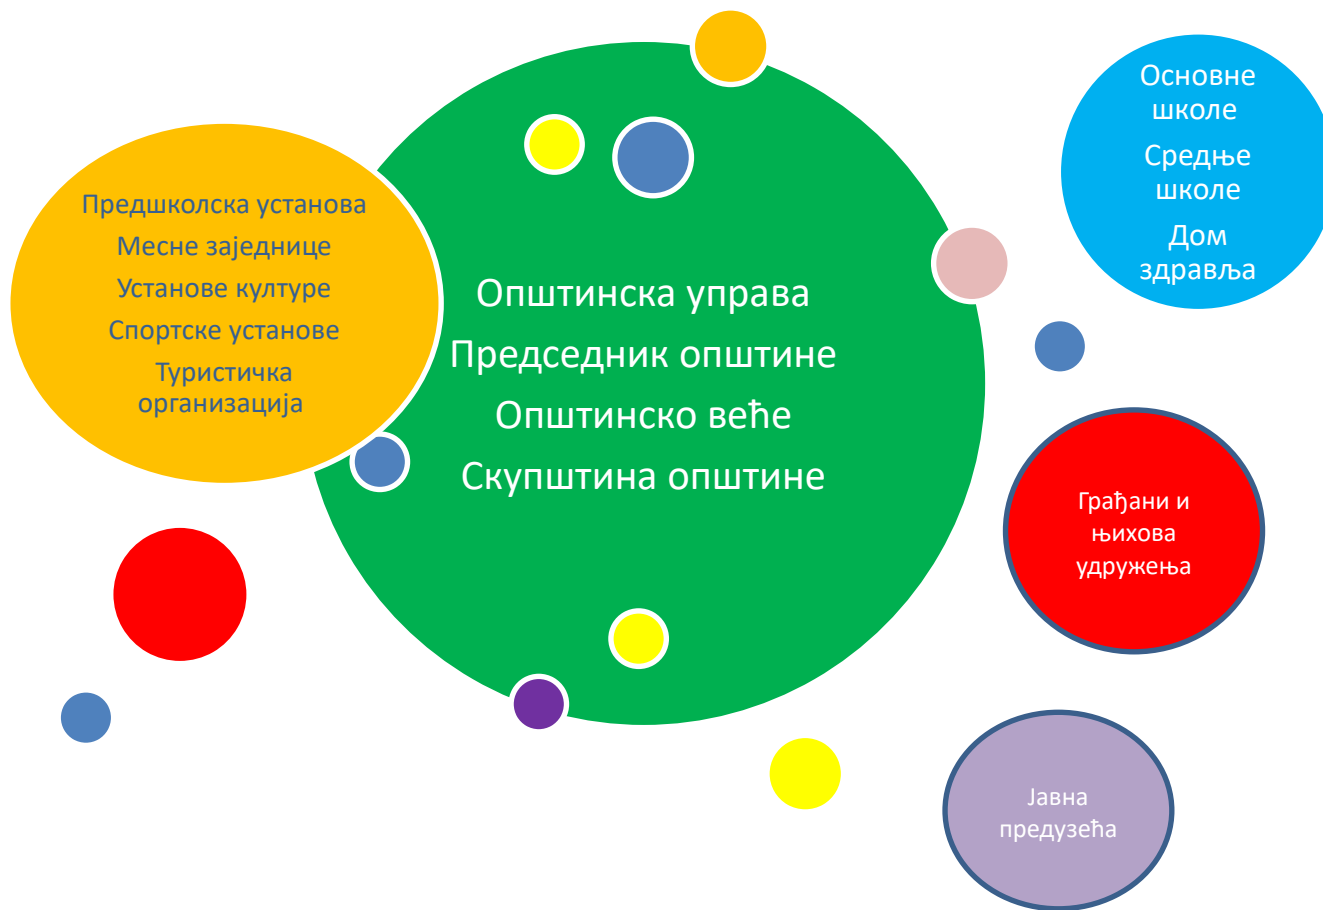 Предшколска установа
Месне заједнице
Установе културе
Спортске установе
Туристичка
организација
Општинска управа
Председник општине
Општинско веће
Скупштина општине
Основне
школе
Средње
школе
Дом
здравља
Грађани и
њихова
удружења
Јавна
предузећа